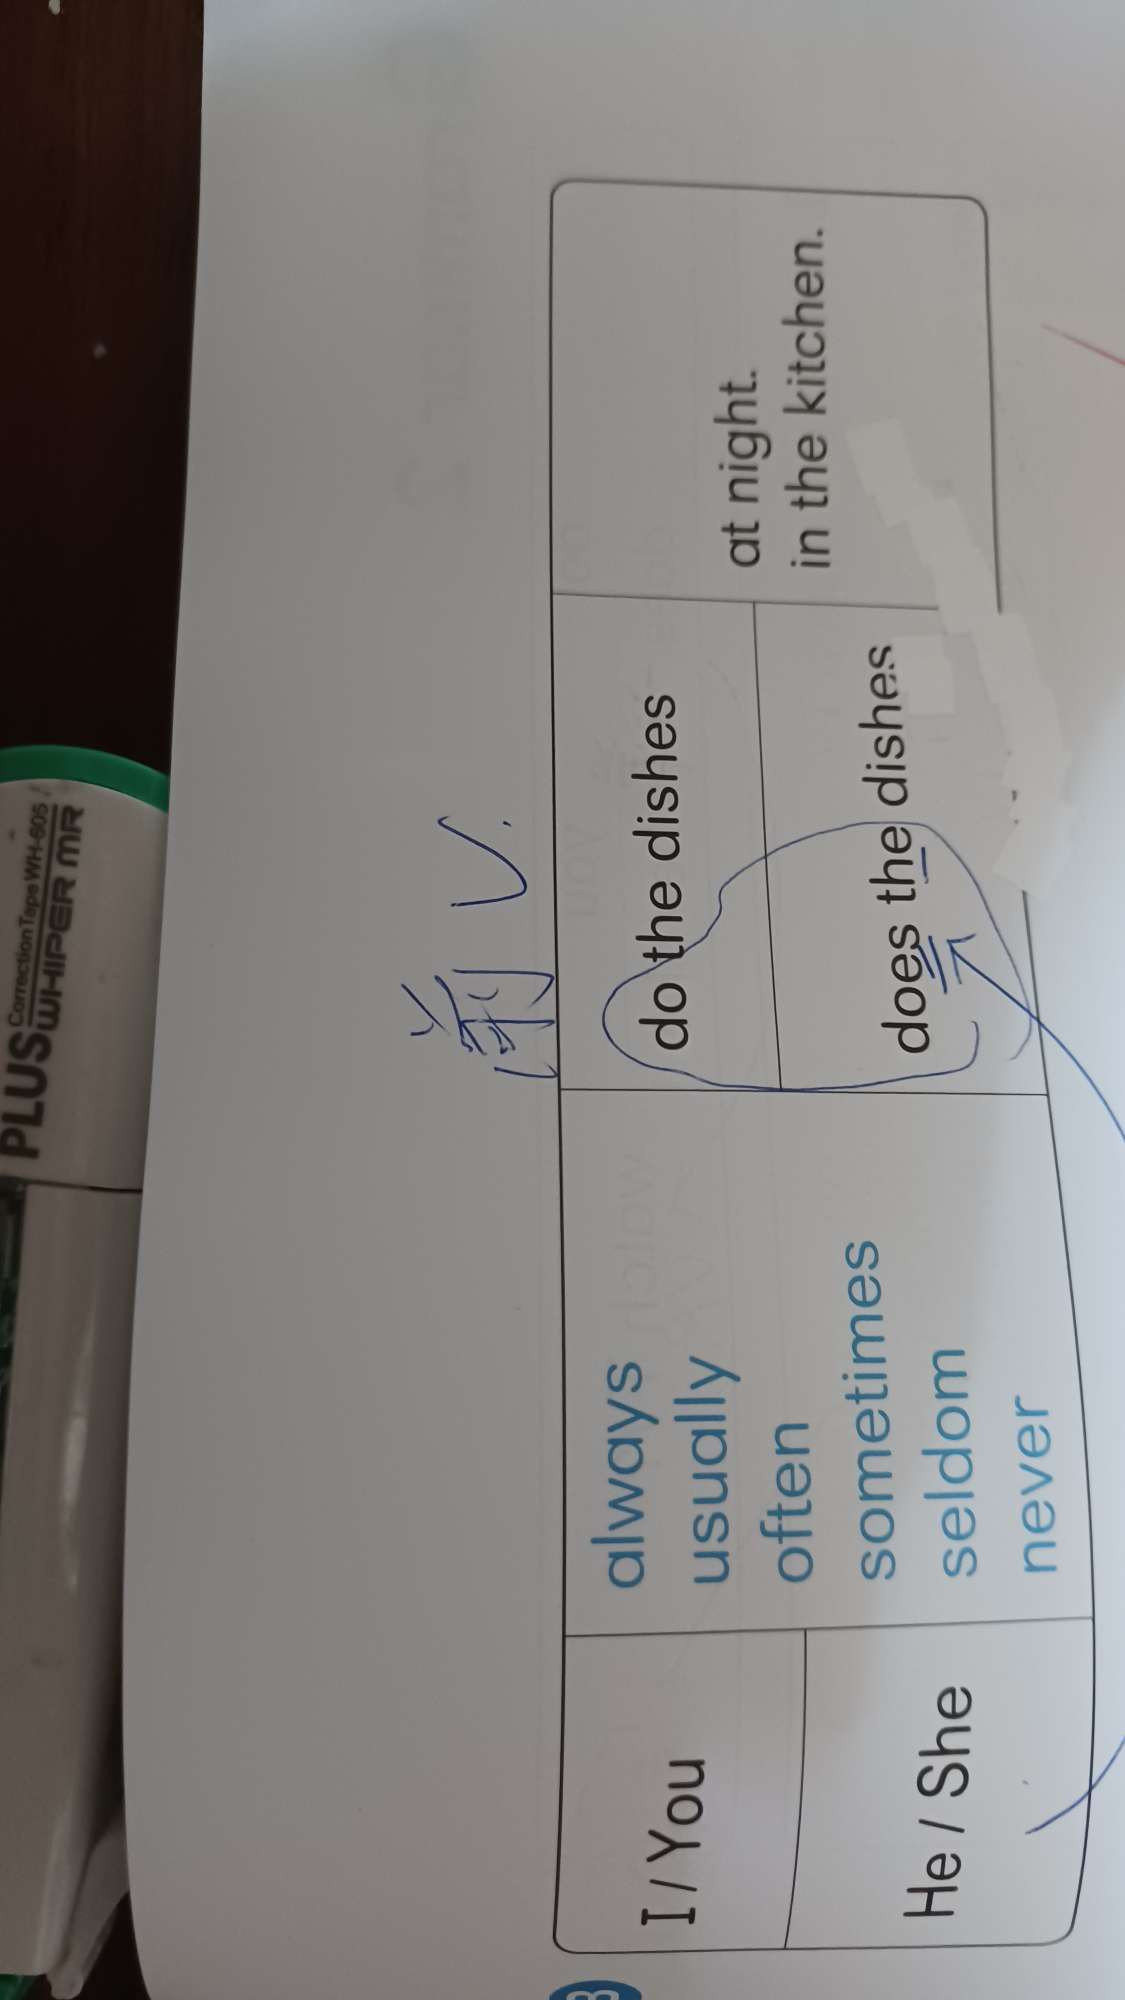 PLUS Correction Tape WH-605
WHIPER MR
前 V.
3
I / You
He / She
always
usually
often
sometimes
seldom
never
do the dishes
does the dishes
at night.
in the kitchen.